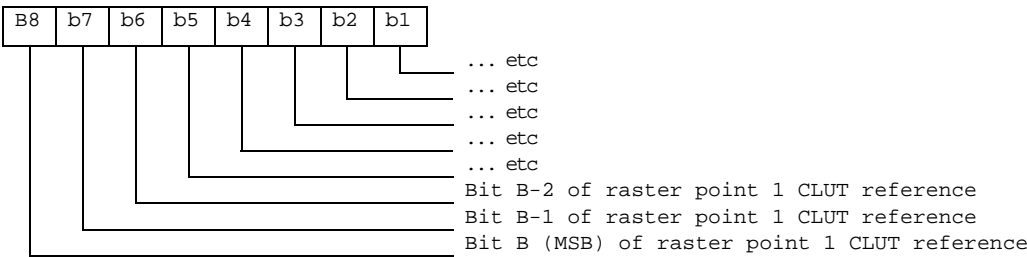 B8 b7 b6 b5 b4 b3 b2 b1
... etc
... etc
... etc
... etc
... etc
Bit B-2 of raster point 1 CLUT reference
Bit B-1 of raster point 1 CLUT reference
Bit B (MSB) of raster point 1 CLUT reference